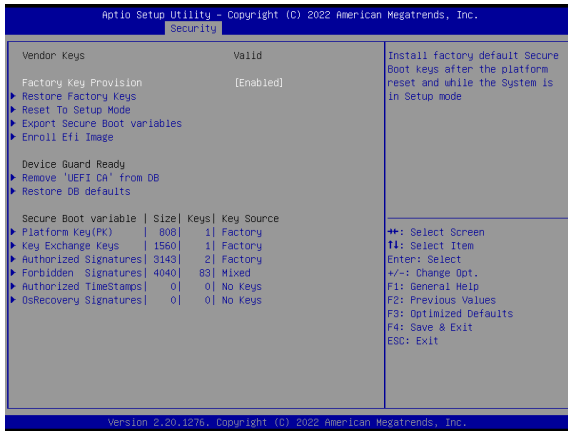 Aptio Setup Utility – Copyright (C) 2022 American Megatrends, Inc.
Security
Vendor Keys Valid
Factory Key Provision [Enabled]
Restore Factory Keys
Reset To Setup Mode
Export Secure Boot variables
Enroll Efi Image
Device Guard Ready
Remove 'UEFI CA' from DB
Restore DB defaults
Secure Boot variable | Size| Keys| Key Source
Platform Key(PK) | 808| 1| Factory
Key Exchange Keys | 1560| 1| Factory
Authorized Signatures| 3143| 2| Factory
Forbidden Signatures| 4040| 83| Mixed
Authorized TimeStamps| 0| 0| No Keys
OsRecovery Signatures| 0| 0| No Keys
Install factory default Secure
Boot keys after the platform
reset and while the System is
in Setup mode
→←: Select Screen
↑↓: Select Item
Enter: Select
+/-: Change Opt.
F1: General Help
F2: Previous Values
F3: Optimized Defaults
F4: Save & Exit
ESC: Exit
Version 2.20.1276. Copyright (C) 2022 American Megatrends, Inc.